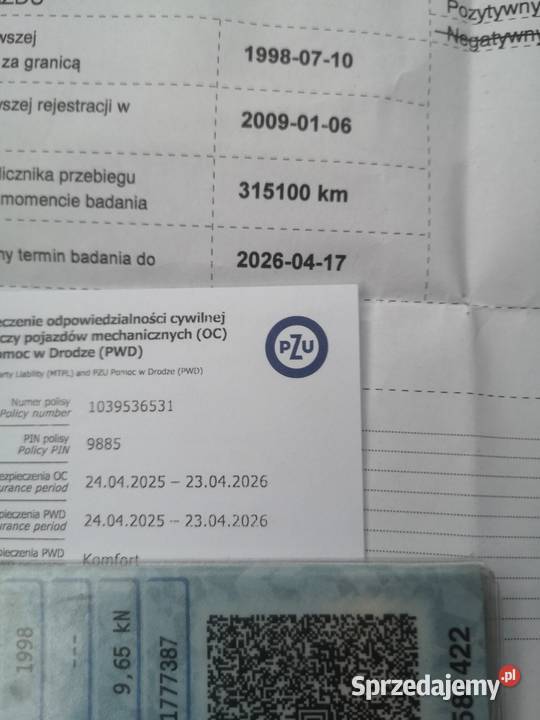 Pozytywny
Negatywny
wszej
za granicą
1998-07-10
wszej rejestracji w
2009-01-06
licznika przebiegu
momencie badania
315100 km
ny termin badania do
2026-04-17
eczenie odpowiedzialności cywilnej
czy pojazdów mechanicznych (OC)
omoc w Drodze (PWD)
arty Liability (MTPL) and PZU Pomoc w Drodze (PWD)
PZU
Numer polisy
Policy number
1039536531
PIN polisy
Policy PIN
9885
ezpieczenia OC
urance period
24.04.2025 – 23.04.2026
pieczenia PWD
urance period
24.04.2025 – 23.04.2026
pieczenia PWD
Komfort
1998
---
9,65 kN
1777387
422
Sprzedajemy.pl